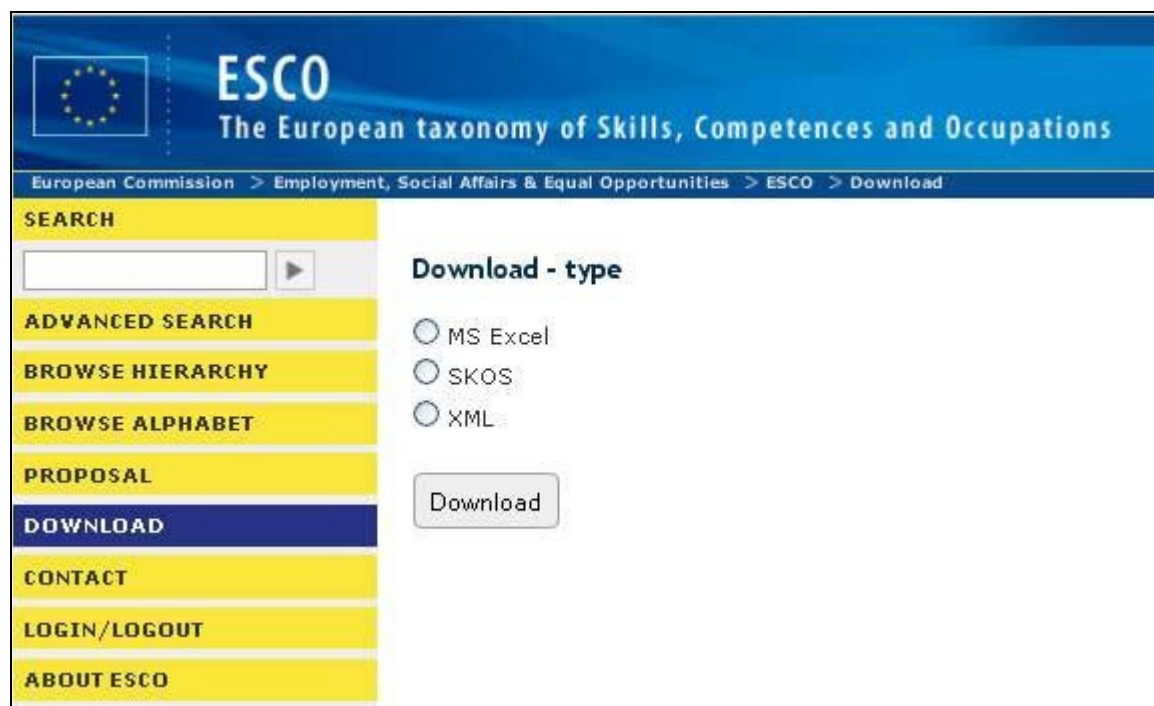 ESCO
The European taxonomy of Skills, Competences and Occupations
European Commission > Employment, Social Affairs & Equal Opportunities > ESCO > Download
SEARCH
ADVANCED SEARCH
BROWSE HIERARCHY
BROWSE ALPHABET
PROPOSAL
DOWNLOAD
CONTACT
LOGIN/LOGOUT
ABOUT ESCO
Download - type
MS Excel
SKOS
XML
Download